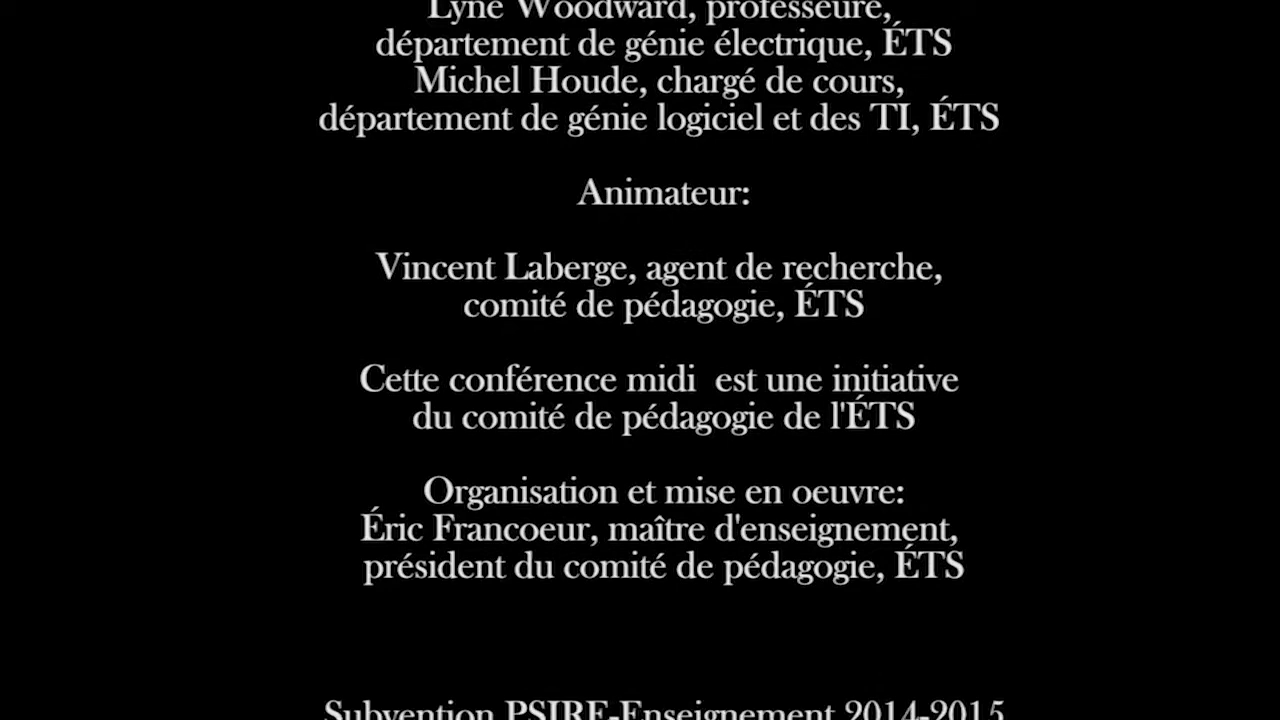 Lyne Woodward, professeure,
département de génie électrique, ÉTS
Michel Houde, chargé de cours,
département de génie logiciel et des TI, ÉTS
Animateur:
Vincent Laberge, agent de recherche,
comité de pédagogie, ÉTS
Cette conférence midi  est une initiative
du comité de pédagogie de l'ÉTS
Organisation et mise en oeuvre:
Éric Francoeur, maître d'enseignement,
président du comité de pédagogie, ÉTS
Subvention PSIRE-Enseignement 2014-2015